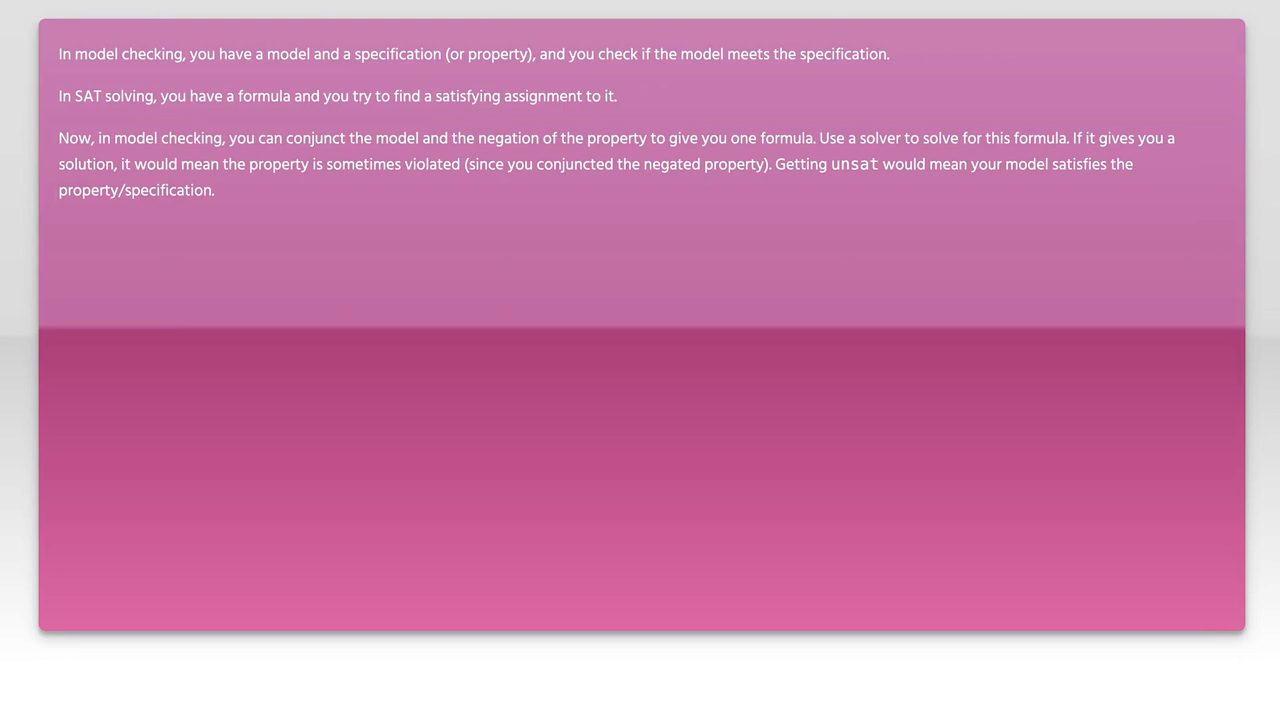 In model checking, you have a model and a specification (or property), and you check if the model meets the specification.
In SAT solving, you have a formula and you try to find a satisfying assignment to it.
Now, in model checking, you can conjunct the model and the negation of the property to give you one formula. Use a solver to solve for this formula. If it gives you a
solution, it would mean the property is sometimes violated (since you conjuncted the negated property). Getting unsat would mean your model satisfies the
property/specification.